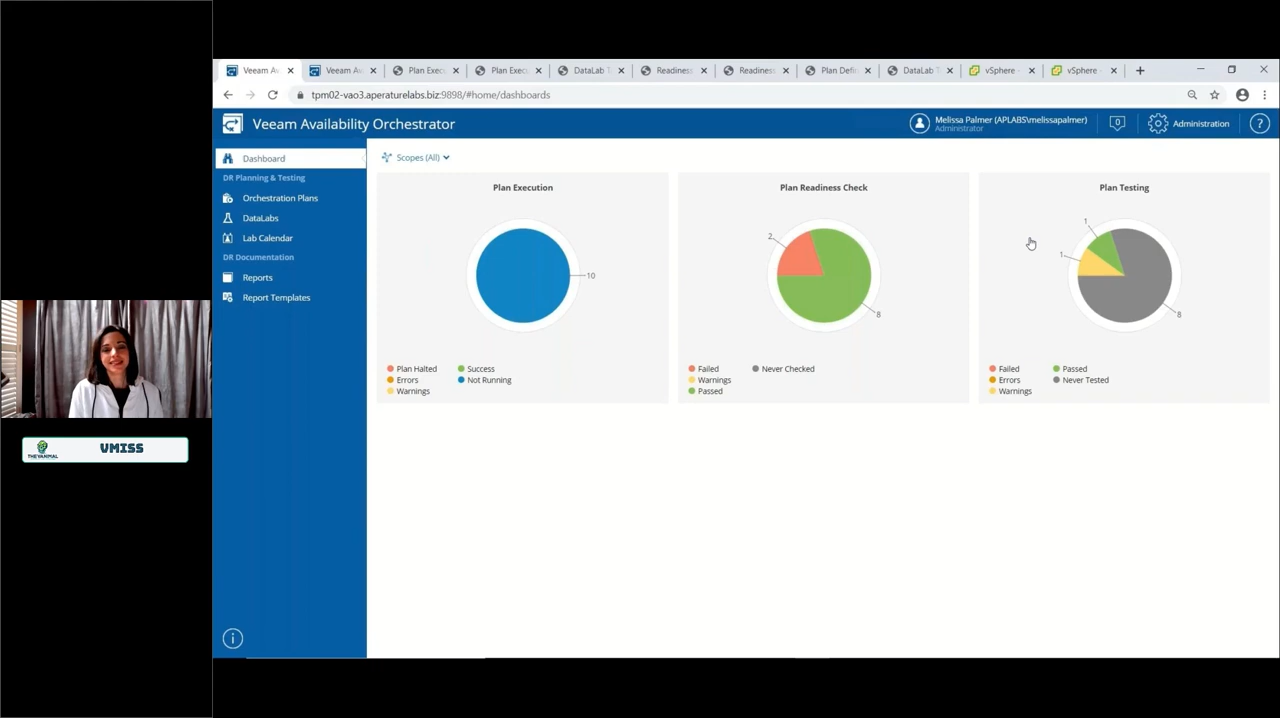 Veeam Av
Veeam Av
Plan Exec
Plan Exec
DataLab T
Readiness
Readiness
Plan Defi
DataLab T
vSphere -
vSphere -
tpm02-vao3.aperaturelabs.biz:9898/#home/dashboards
Veeam Availability Orchestrator
Melissa Palmer (APLABS\melissapalmer)
Administrator
0
Administration
?
Dashboard
DR Planning & Testing
Orchestration Plans
DataLabs
Lab Calendar
DR Documentation
Reports
Report Templates
i
Scopes (All)
Plan Execution
10
Plan Halted
Success
Errors
Not Running
Warnings
Plan Readiness Check
2
8
Failed
Never Checked
Warnings
Passed
Plan Testing
1
1
8
Failed
Passed
Errors
Never Tested
Warnings
VMISS
THEVANIMAL